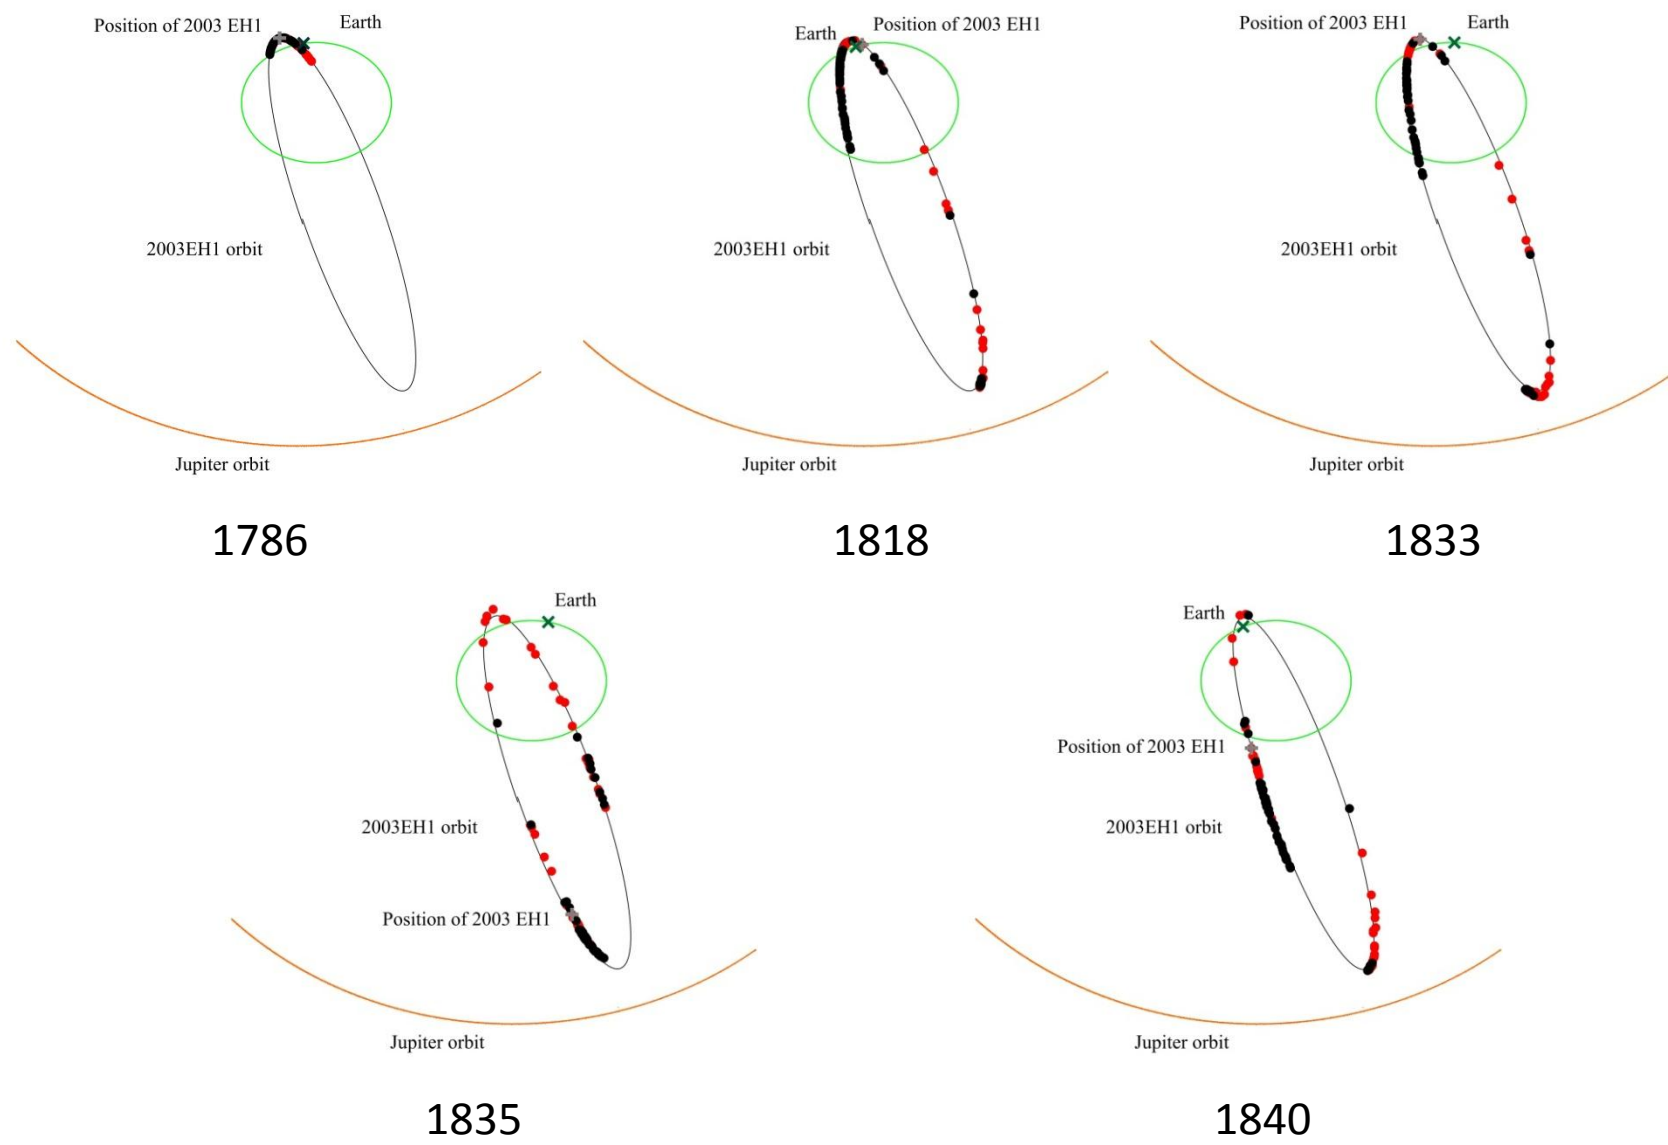 Position of 2003 EH1
Earth
2003EH1 orbit
Jupiter orbit
1786
Earth
Position of 2003 EH1
2003EH1 orbit
Jupiter orbit
1818
Position of 2003 EH1
Earth
2003EH1 orbit
Jupiter orbit
1833
Earth
2003EH1 orbit
Position of 2003 EH1
Jupiter orbit
1835
Earth
Position of 2003 EH1
2003EH1 orbit
Jupiter orbit
1840